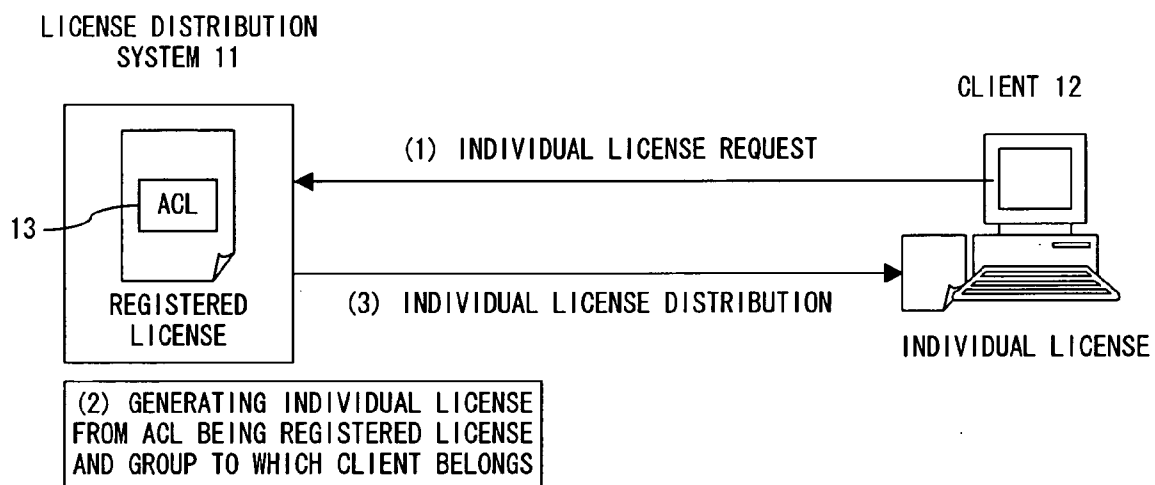 LICENSE DISTRIBUTION
SYSTEM 11
CLIENT 12
(1) INDIVIDUAL LICENSE REQUEST
ACL
13
(3) INDIVIDUAL LICENSE DISTRIBUTION
REGISTERED
LICENSE
INDIVIDUAL LICENSE
(2) GENERATING INDIVIDUAL LICENSE
FROM ACL BEING REGISTERED LICENSE
AND GROUP TO WHICH CLIENT BELONGS